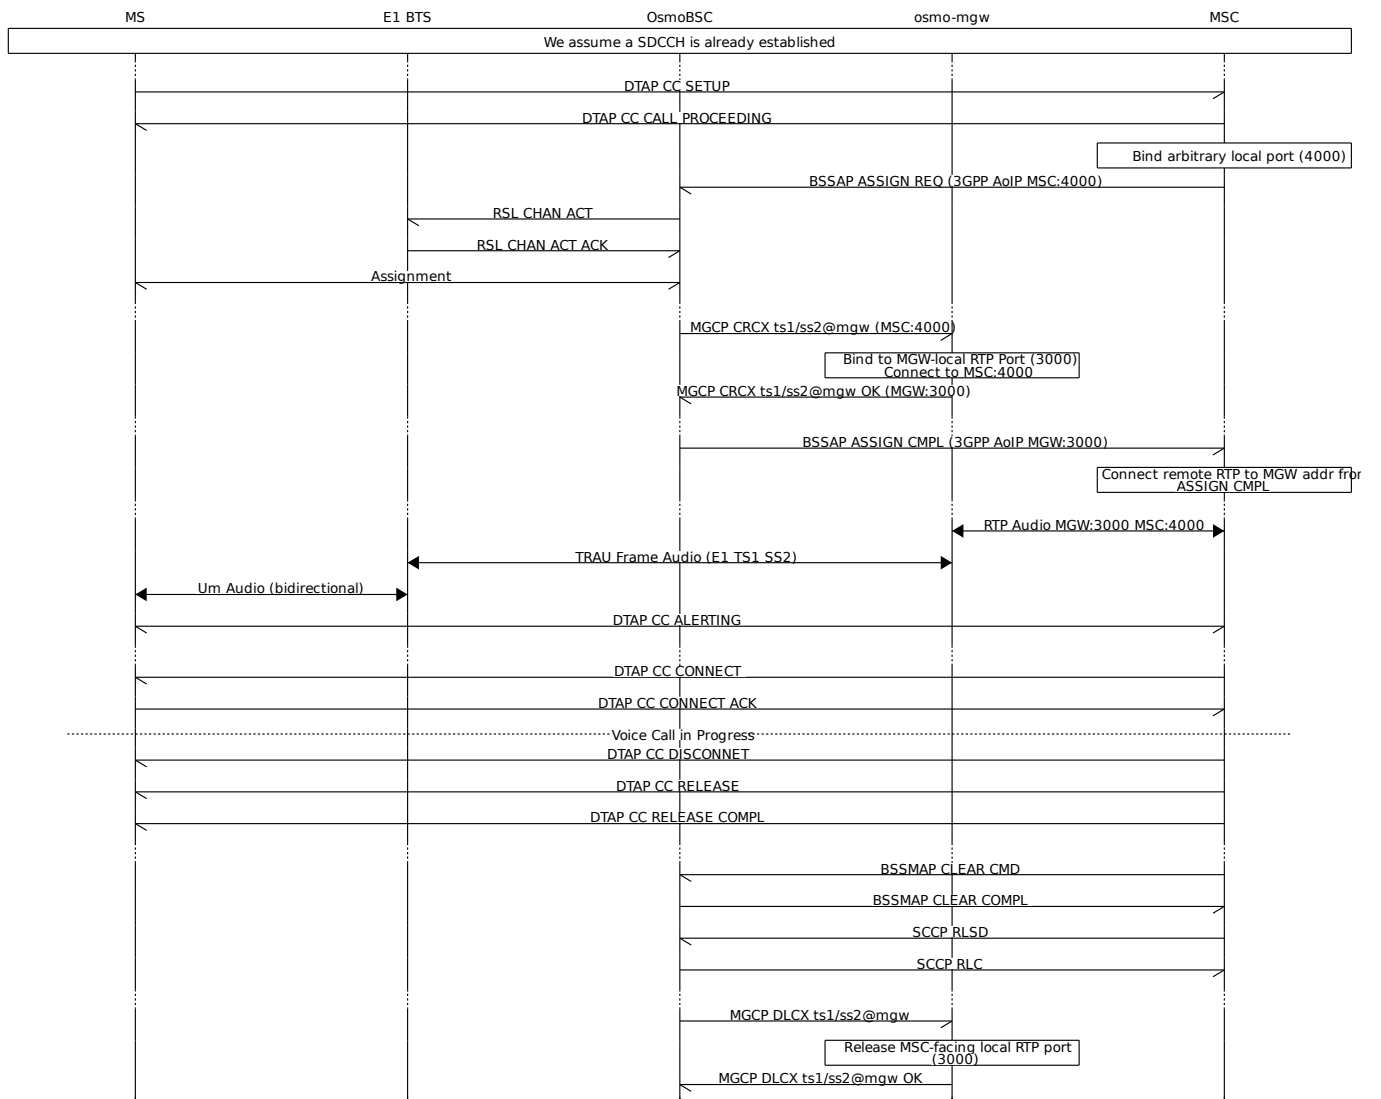 MS E1 BTS OsmoBSC osmo-mgw MSC
We assume a SDCCH is already established
DTAP CC SETUP
DTAP CC CALL PROCEEDING
Bind arbitrary local port (4000)
BSSAP ASSIGN REQ (3GPP AoIP MSC:4000)
RSL CHAN ACT
RSL CHAN ACT ACK
Assignment
MGCP CRCX ts1/ss2@mgw (MSC:4000)
Bind to MGW-local RTP Port (3000)
Connect to MSC:4000
MGCP CRCX ts1/ss2@mgw OK (MGW:3000)
BSSAP ASSIGN CMPL (3GPP AoIP MGW:3000)
Connect remote RTP to MGW addr from
ASSIGN CMPL
RTP Audio MGW:3000 MSC:4000
TRAU Frame Audio (E1 TS1 SS2)
Um Audio (bidirectional)
DTAP CC ALERTING
DTAP CC CONNECT
DTAP CC CONNECT ACK
Voice Call in Progress
DTAP CC DISCONNET
DTAP CC RELEASE
DTAP CC RELEASE COMPL
BSSMAP CLEAR CMD
BSSMAP CLEAR COMPL
SCCP RLSD
SCCP RLC
MGCP DLCX ts1/ss2@mgw
Release MSC-facing local RTP port
(3000)
MGCP DLCX ts1/ss2@mgw OK